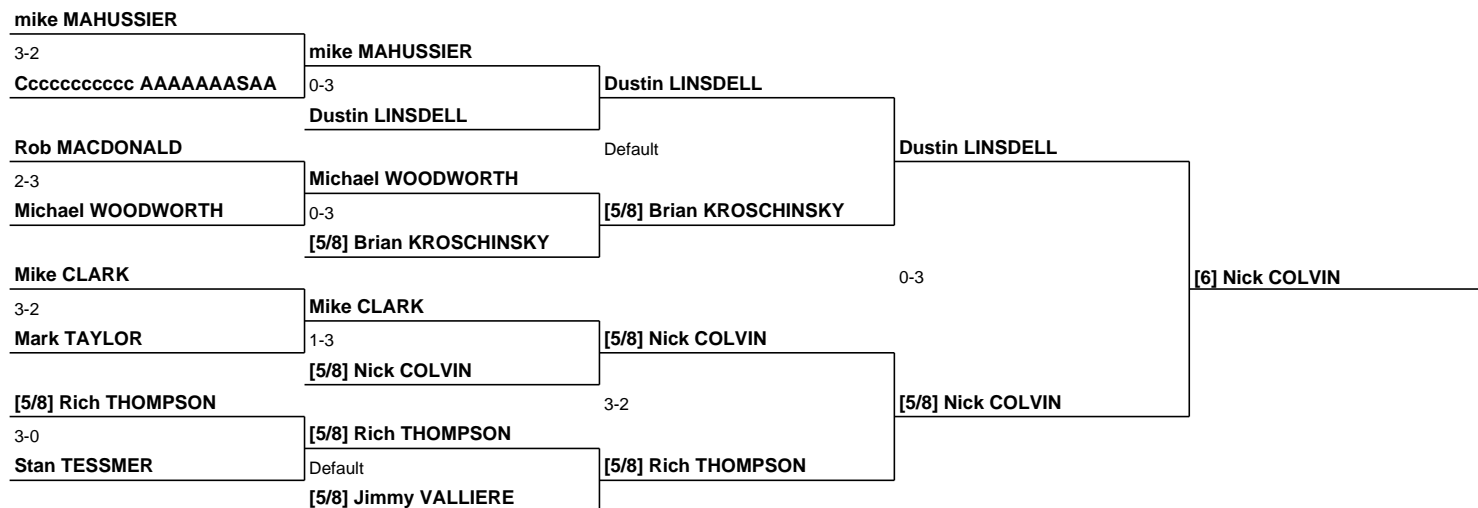 mike MAHUSSIER
3-2
Cccccccccccc AAAAAAASAA
Rob MACDONALD
2-3
Michael WOODWORTH
Mike CLARK
3-2
Mark TAYLOR
[5/8] Rich THOMPSON
3-0
Stan TESSMER
mike MAHUSSIER
0-3
Dustin LINSDELL
Michael WOODWORTH
0-3
[5/8] Brian KROSCHINSKY
Mike CLARK
1-3
[5/8] Nick COLVIN
[5/8] Rich THOMPSON
Default
[5/8] Jimmy VALLIERE
Dustin LINSDELL
Default
[5/8] Brian KROSCHINSKY
[5/8] Nick COLVIN
3-2
[5/8] Rich THOMPSON
Dustin LINSDELL
0-3
[5/8] Nick COLVIN
[6] Nick COLVIN